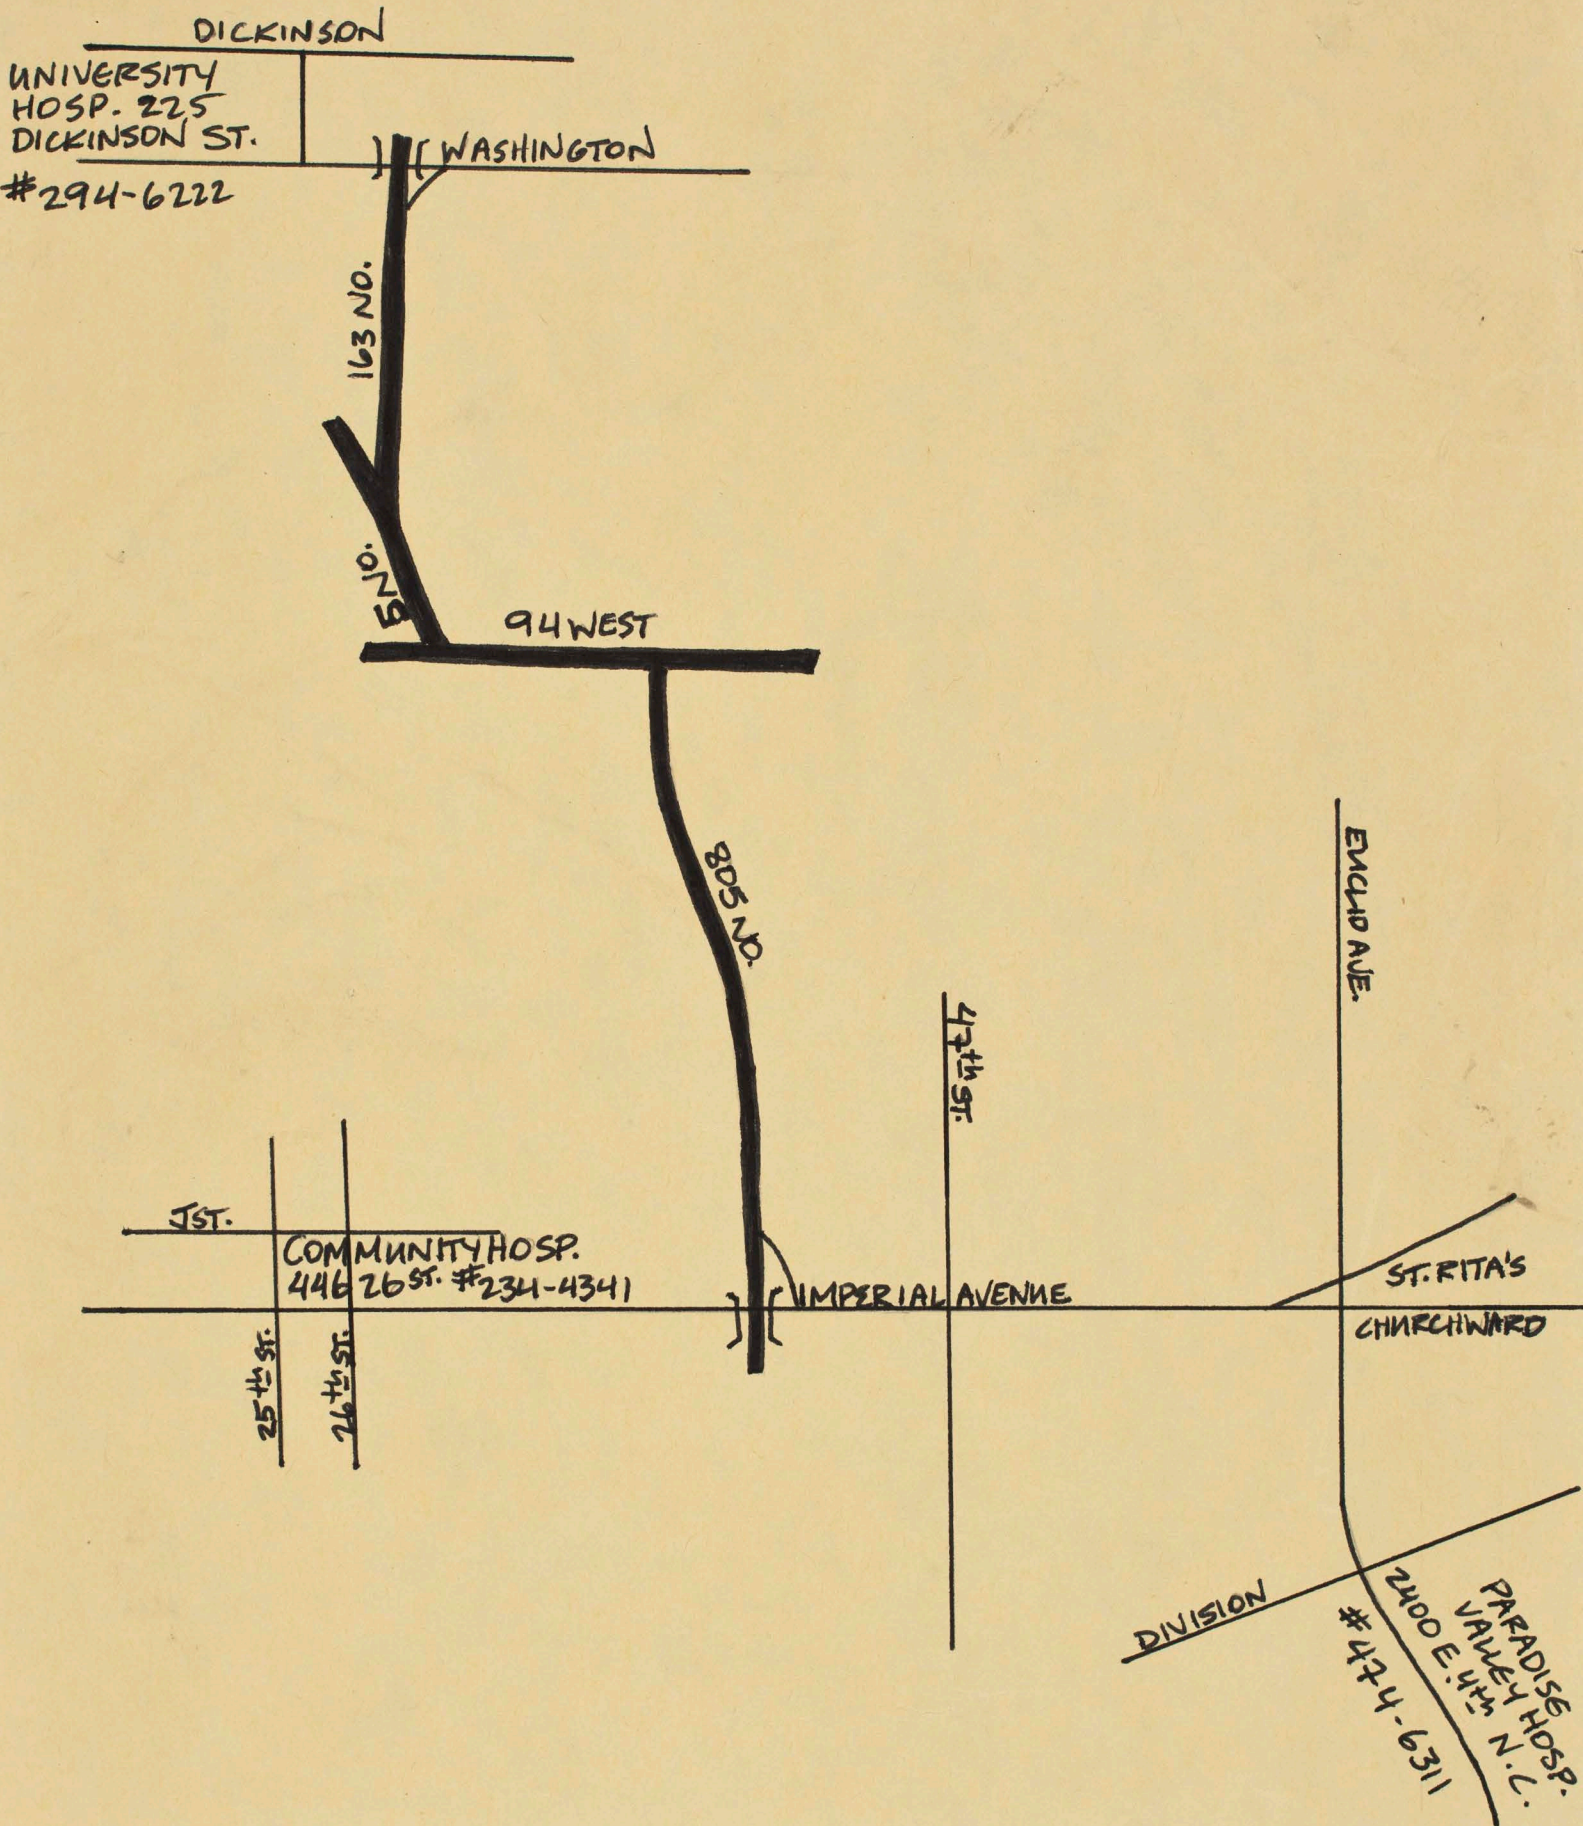 DICKINSON
UNIVERSITY
HOSP. 225
DICKINSON ST.
#294-6222
WASHINGTON
163 NO.
5 NO.
94 WEST
805 NO.
EUCLID AVE.
47th ST.
J ST.
COMMUNITY HOSP.
446 26 ST. #234-4341
IMPERIAL AVENUE
ST. RITA'S
CHURCHWARD
25th ST.
26th ST.
DIVISION
PARADISE
VALLEY HOSP.
2400 E. 4th N.C.
#474-6311